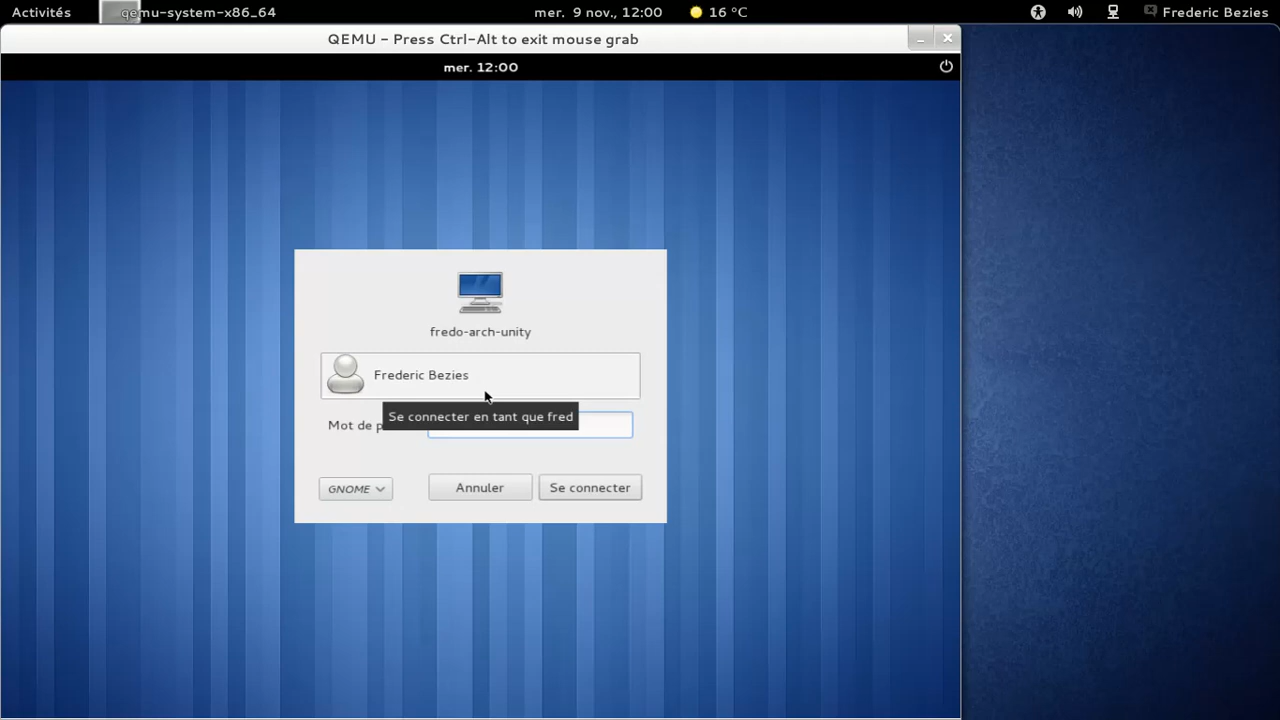 Activités qemu-system-x86_64 mer. 9 nov., 12:00 16 °C Frederic Bezies
QEMU - Press Ctrl-Alt to exit mouse grab
mer. 12:00
fredo-arch-unity
Frederic Bezies
Se connecter en tant que fred
Mot de p
GNOME Annuler Se connecter